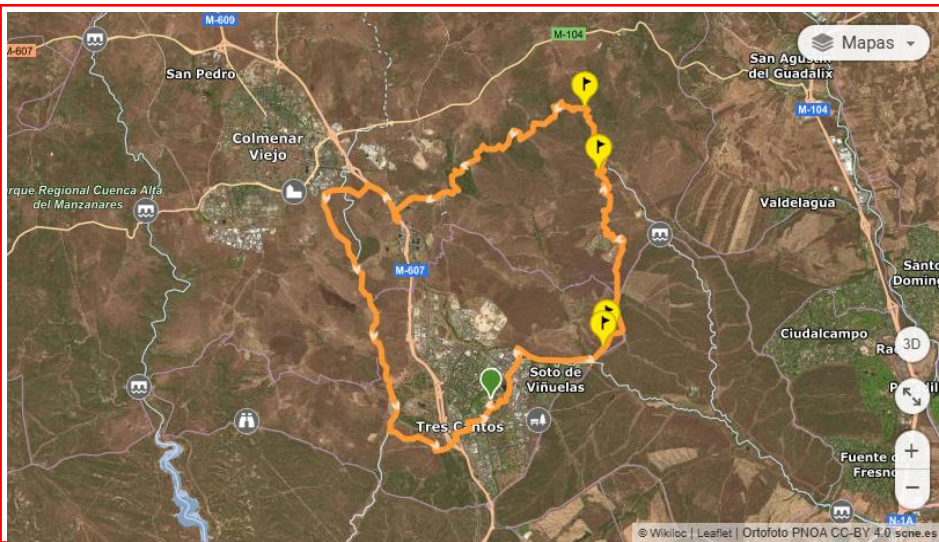 M-609
M-607
San Pedro
M-104
Mapas
San
del Guadalix
M-104
Colmenar
Viejo
Parque Regional Cuenca Alta
del Manzanares
Valdelagua
M-607
Santo
Domin
Ciudalcampo
3D
Soto de
Viñuelas
Tres Cantos
Fuente de
Fresno
+
−
N-1A
© Wikiloc | Leaflet | Ortofoto PNOA CC-BY 4.0 scne.es